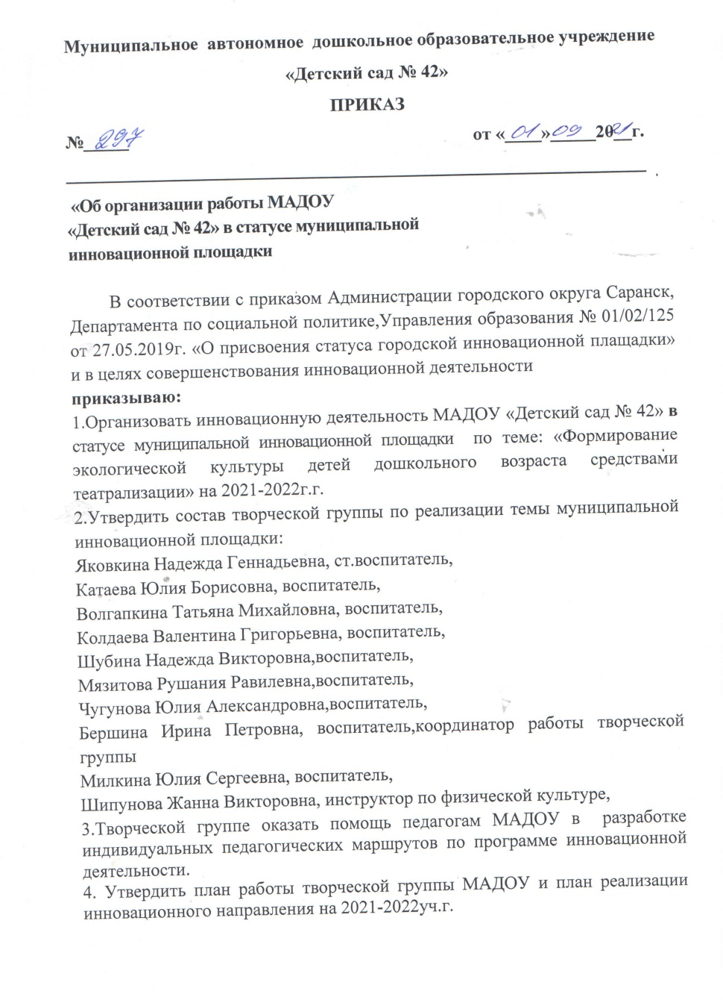 Муниципальное автономное дошкольное образовательное учреждение
«Детский сад № 42»
ПРИКАЗ
№ 297 от «01» 09 2021 г.
«Об организации работы МАДОУ
«Детский сад № 42» в статусе муниципальной
инновационной площадки
В соответствии с приказом Администрации городского округа Саранск,
Департамента по социальной политике,Управления образования № 01/02/125
от 27.05.2019г. «О присвоения статуса городской инновационной плащадки»
и в целях совершенствования инновационной деятельности
приказываю:
1.Организовать инновационную деятельность МАДОУ «Детский сад № 42» в
статусе муниципальной инновационной площадки по теме: «Формирование
экологической культуры детей дошкольного возраста средствами
театрализации» на 2021-2022г.г.
2.Утвердить состав творческой группы по реализации темы муниципальной
инновационной площадки:
Яковкина Надежда Геннадьевна, ст.воспитатель,
Катаева Юлия Борисовна, воспитатель,
Волгапкина Татьяна Михайловна, воспитатель,
Колдаева Валентина Григорьевна, воспитатель,
Шубина Надежда Викторовна,воспитатель,
Мязитова Рушания Равилевна,воспитатель,
Чугунова Юлия Александровна,воспитатель,
Бершина Ирина Петровна, воспитатель,координатор работы творческой
группы
Милкина Юлия Сергеевна, воспитатель,
Шипунова Жанна Викторовна, инструктор по физической культуре,
3.Творческой группе оказать помощь педагогам МАДОУ в разработке
индивидуальных педагогических маршрутов по программе инновационной
деятельности.
4. Утвердить план работы творческой группы МАДОУ и план реализации
инновационного направления на 2021-2022уч.г.